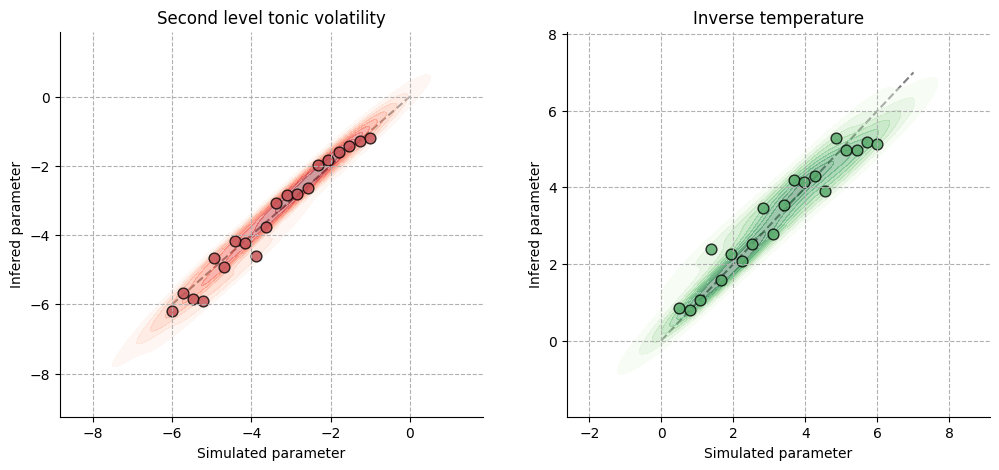 Second level tonic volatility
Infered parameter
0
−2
−4
−6
−8
−8 −6 −4 −2 0
Simulated parameter
Inverse temperature
Infered parameter
8
6
4
2
0
−2 0 2 4 6 8
Simulated parameter